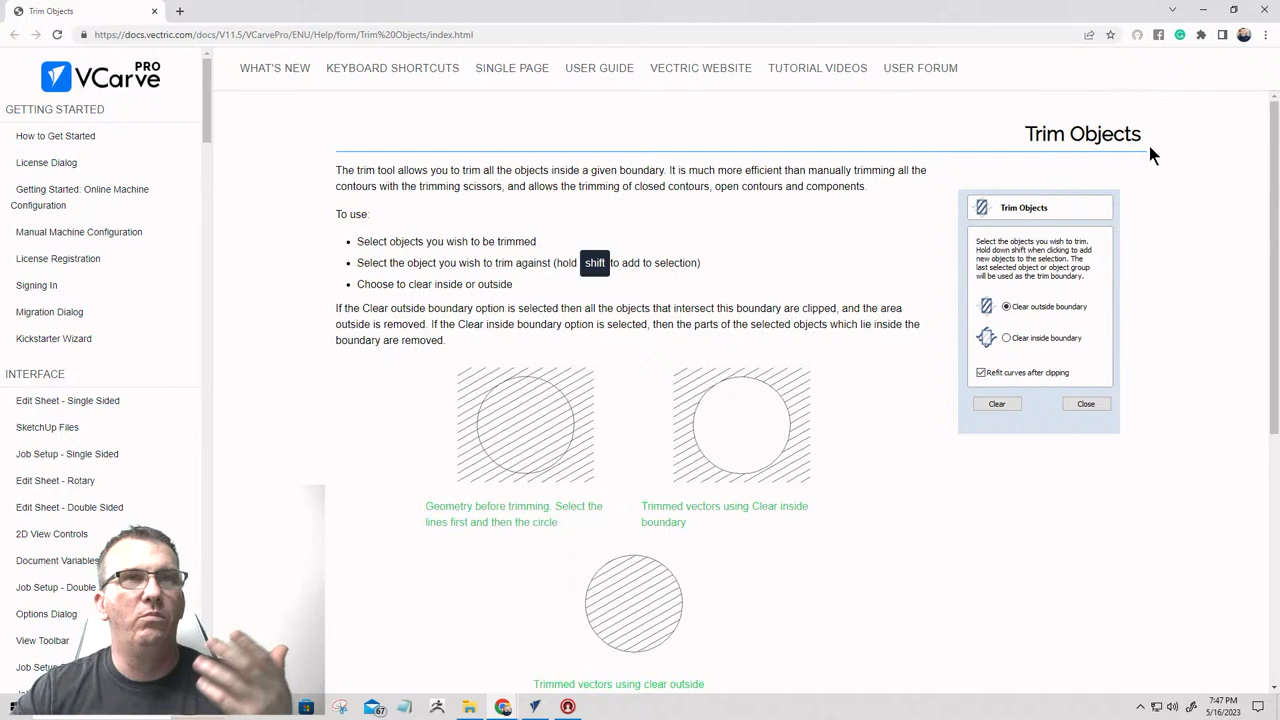 Trim Objects
https://docs.vectric.com/docs/V11.5/VCarvePro/ENU/Help/form/Trim%20Objects/index.html
VCarve PRO
WHAT'S NEW KEYBOARD SHORTCUTS SINGLE PAGE USER GUIDE VECTRIC WEBSITE TUTORIAL VIDEOS USER FORUM
GETTING STARTED
How to Get Started
License Dialog
Getting Started: Online Machine
Configuration
Manual Machine Configuration
License Registration
Signing In
Migration Dialog
Kickstarter Wizard
INTERFACE
Edit Sheet - Single Sided
SketchUp Files
Job Setup - Single Sided
Edit Sheet - Rotary
Edit Sheet - Double Sided
2D View Controls
Document Variables
Job Setup - Double
Options Dialog
View Toolbar
Job Setup
Trim Objects
The trim tool allows you to trim all the objects inside a given boundary. It is much more efficient than manually trimming all the
contours with the trimming scissors, and allows the trimming of closed contours, open contours and components.
To use:
Select objects you wish to be trimmed
Select the object you wish to trim against (hold shift to add to selection)
Choose to clear inside or outside
If the Clear outside boundary option is selected then all the objects that intersect this boundary are clipped, and the area
outside is removed. If the Clear inside boundary option is selected, then the parts of the selected objects which lie inside the
boundary are removed.
Geometry before trimming. Select the
lines first and then the circle
Trimmed vectors using Clear inside
boundary
Trimmed vectors using clear outside
Trim Objects
Select the objects you wish to trim.
Hold down shift when clicking to add
new objects to the selection. The
last selected object or object group
will be used as the trim boundary.
Clear outside boundary
Clear inside boundary
Refit curves after clipping
Clear Close
67
7:47 PM
5/16/2023